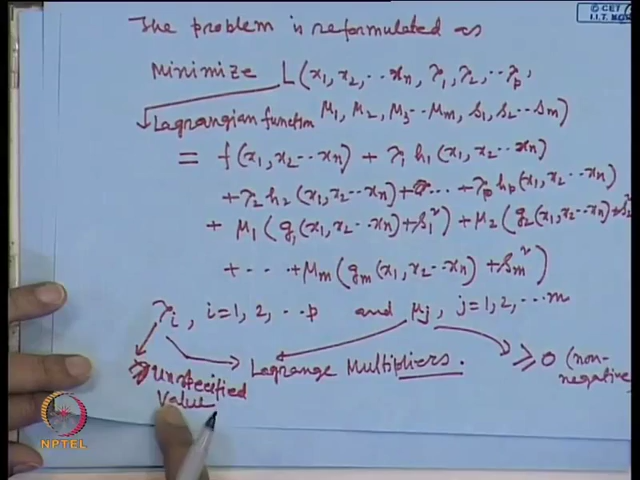 © CET
I.I.T. 
The problem is reformulated as
Minimize L(x₁, x₂, ··xₙ, λ₁, λ₂, ··λₚ,
Lagrangian function μ₁, μ₂, μ₃··μₘ, s₁, s₂··sₘ)
= f(x₁, x₂··xₙ) + λ₁ h₁(x₁, x₂··xₙ)
+ λ₂ h₂(x₁, x₂··xₙ) + ··· + λₚ hₚ(x₁, x₂··xₙ)
+ μ₁(g₁(x₁, x₂··xₙ) + s₁²) + μ₂(g₂(x₁, x₂··xₙ) + s₂²
+ ·· + μₘ(gₘ(x₁, x₂··xₙ) + sₘ²)
λᵢ, i=1, 2, ··p and μⱼ, j=1, 2, ···m
Unspecified value
Lagrange Multipliers.
≥ 0 (non-negative
NPTEL